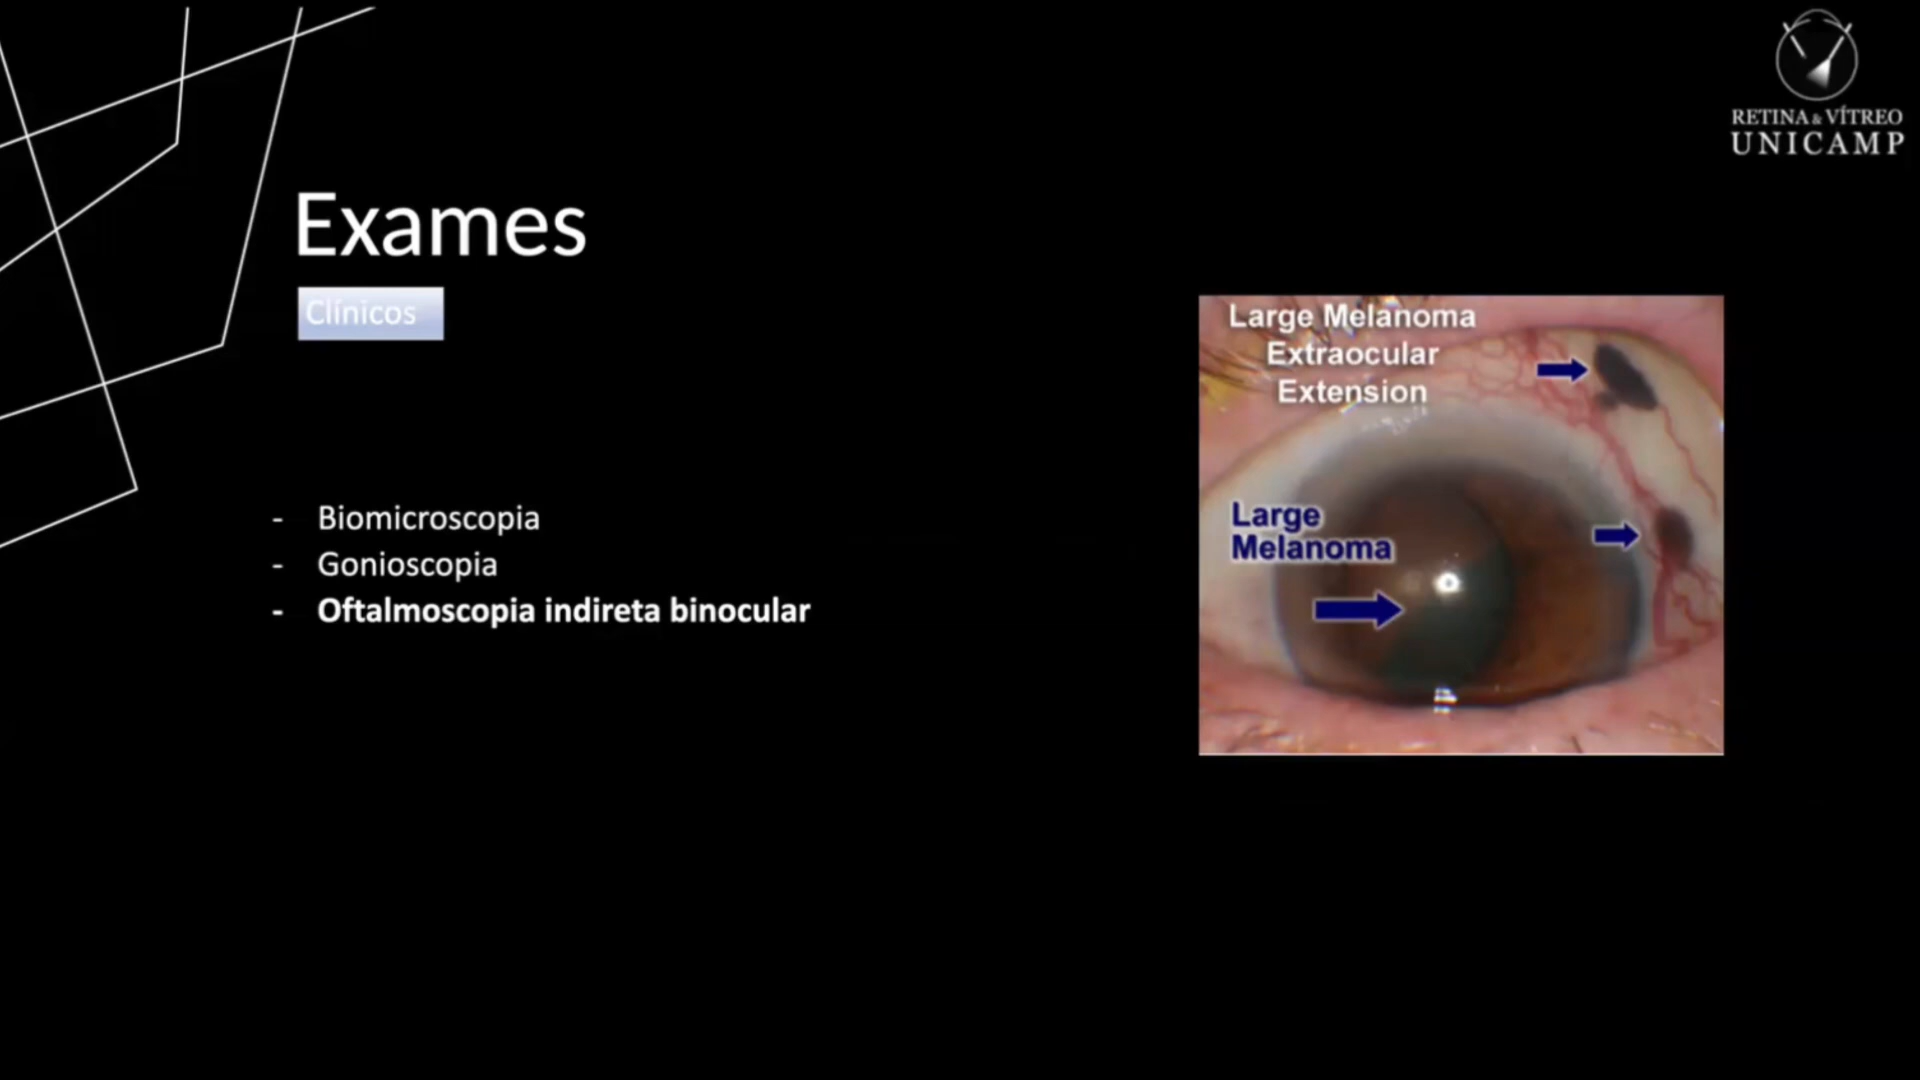 RETINA & VÍTREO
UNICAMP
Exames
Clínicos
- Biomicroscopia
- Gonioscopia
- Oftalmoscopia indireta binocular
Large Melanoma
Extraocular
Extension
Large
Melanoma